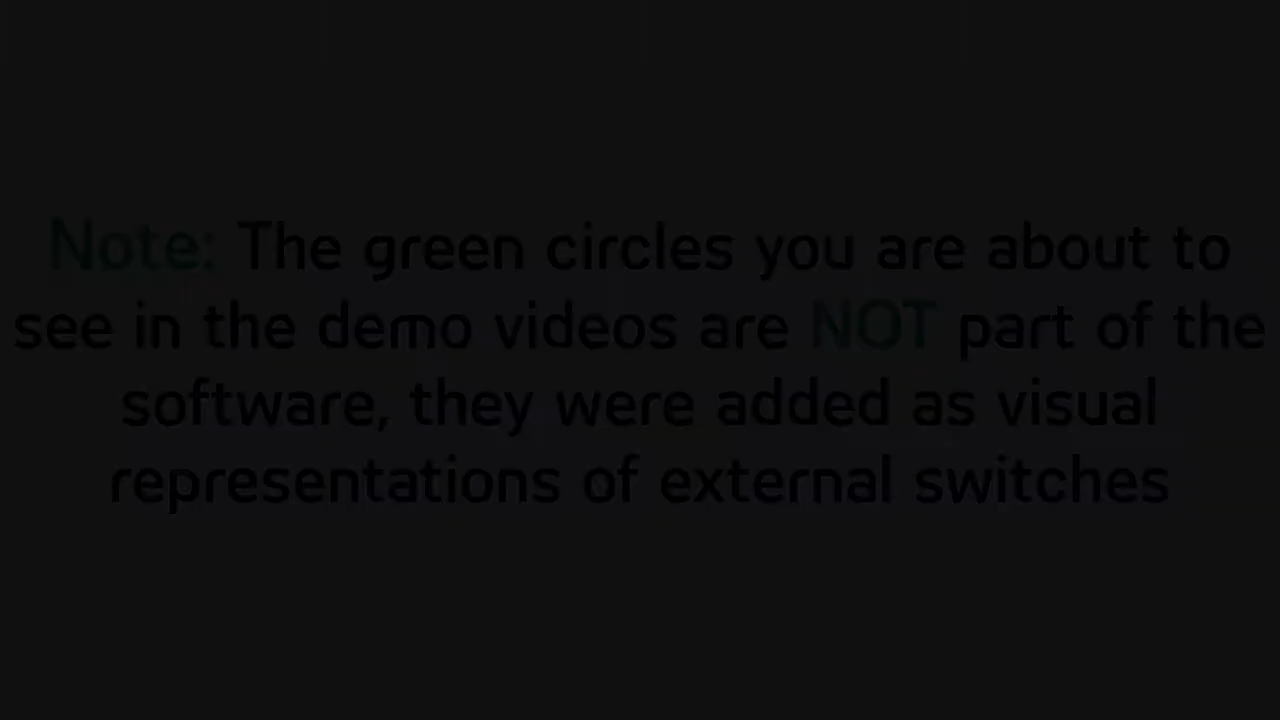 Note: The green circles you are about to
see in the demo videos are NOT part of the
software, they were added as visual
representations of external switches